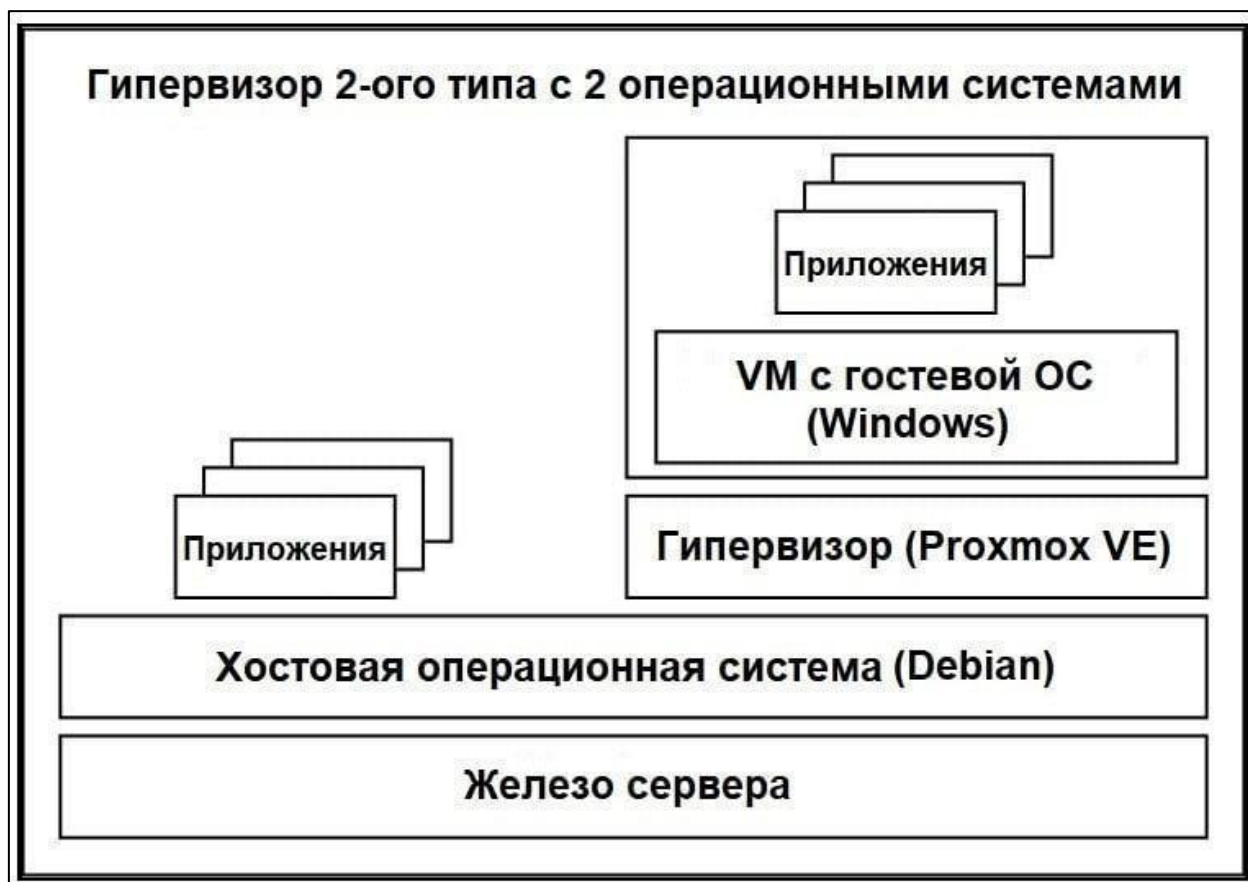 Гипервизор 2-ого типа с 2 операционными системами
Приложения
VM с гостевой ОС
(Windows)
Приложения
Гипервизор (Proxmox VE)
Хостовая операционная система (Debian)
Железо сервера